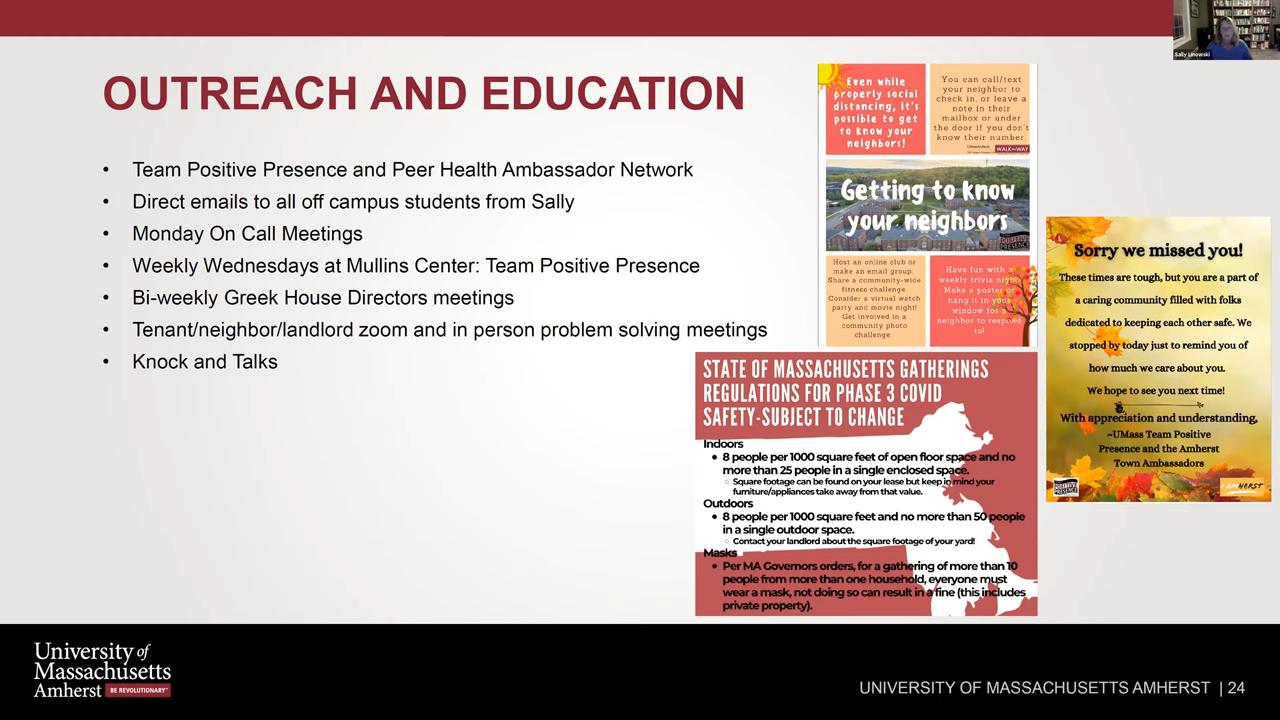 Sally Linowski
OUTREACH AND EDUCATION
• Team Positive Presence and Peer Health Ambassador Network
• Direct emails to all off campus students from Sally
• Monday On Call Meetings
• Weekly Wednesdays at Mullins Center: Team Positive Presence
• Bi-weekly Greek House Directors meetings
• Tenant/neighbor/landlord zoom and in person problem solving meetings
• Knock and Talks
Even while
properly social
distancing, it's
possible to get
to know your
neighbors!
You can call/text
your neighbor to
check in, or leave a
note in their
mailbox or under
the door if you don't
know their number.
WALK THIS WAY
Getting to know
your neighbors
POSITIVE
PRESENCE
Host an online club or
make an email group.
Share a community-wide
fitness challenge.
Consider a virtual watch
party and movie night!
Get involved in a
community photo
challenge.
Have fun with a
weekly trivia night
Make a poster or
hang it in your
window for a
neighbor to respond
to!
Sorry we missed you!
These times are tough, but you are a part of
a caring community filled with folks
dedicated to keeping each other safe. We
stopped by today just to remind you of
how much we care about you.
We hope to see you next time!
With appreciation and understanding,
~UMass Team Positive
Presence and the Amherst
Town Ambassadors
POSITIVE
PRESENCE
I AMHERST
STATE OF MASSACHUSETTS GATHERINGS
REGULATIONS FOR PHASE 3 COVID
SAFETY-SUBJECT TO CHANGE
Indoors
• 8 people per 1000 square feet of open floor space and no
more than 25 people in a single enclosed space.
○ Square footage can be found on your lease but keep in mind your
furniture/appliances take away from that value.
Outdoors
• 8 people per 1000 square feet and no more than 50 people
in a single outdoor space.
○ Contact your landlord about the square footage of your yard!
Masks
• Per MA Governors orders, for a gathering of more than 10
people from more than one household, everyone must
wear a mask, not doing so can result in a fine (this includes
private property).
University of
Massachusetts
Amherst BE REVOLUTIONARY™
UNIVERSITY OF MASSACHUSETTS AMHERST | 24